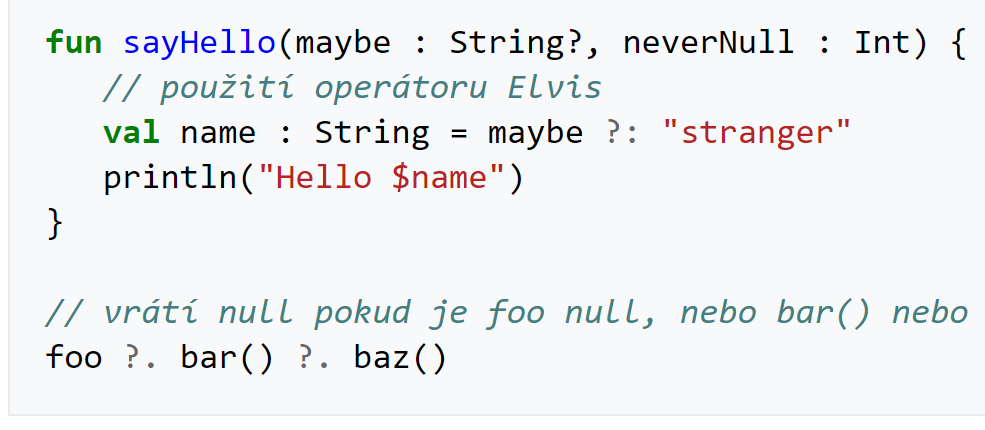 fun sayHello(maybe : String?, neverNull : Int) {
   // použití operátoru Elvis
   val name : String = maybe ?: "stranger"
   println("Hello $name")
}
// vrátí null pokud je foo null, nebo bar() nebo
foo ?. bar() ?. baz()